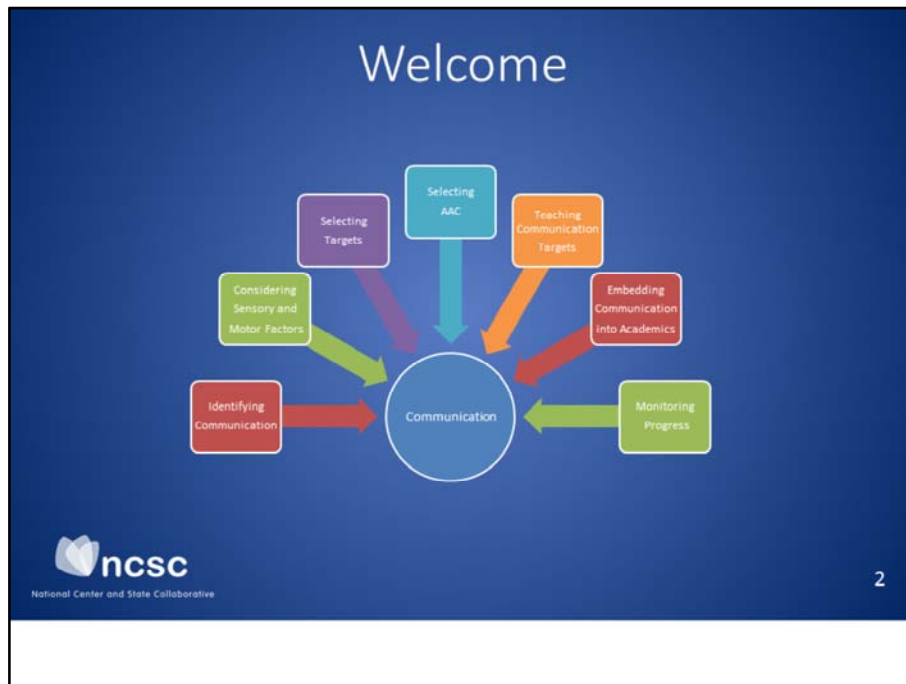 Welcome
Selecting
AAC
Selecting
Targets
Teaching
Communication
Targets
Considering
Sensory and
Motor Factors
Embedding
Communication
into Academics
Identifying
Communication
Communication
Monitoring
Progress
ncsc
National Center and State Collaborative
2